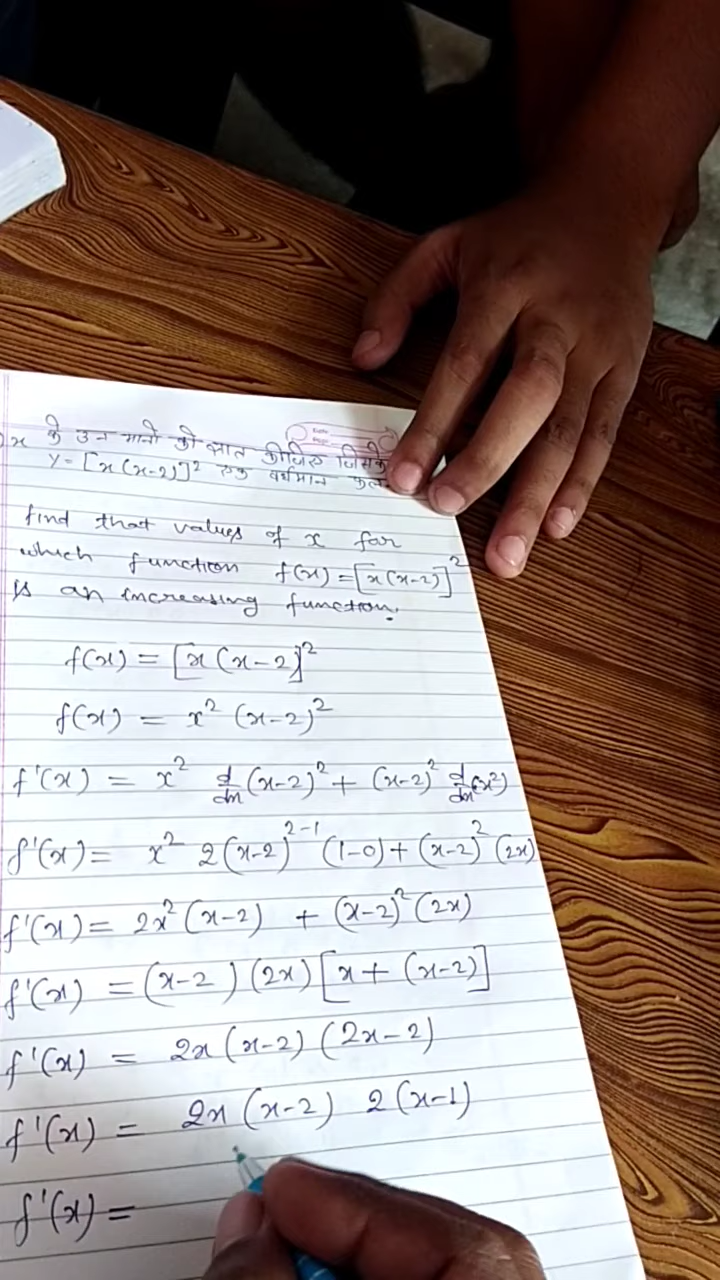 x के उन मानों को ज्ञात कीजिए जिसके
y = [x(x-2)]² एक वर्धमान फलन
find that values of x for
which function f(x) = [x(x-2)]²
is an increasing function.
f(x) = [x(x-2]²
f(x) = x² (x-2)²
f'(x) = x² d/dx (x-2)² + (x-2)² d/dx (x²)
f'(x) = x² 2(x-2)²⁻¹ (1-0) + (x-2)² (2x)
f'(x) = 2x² (x-2) + (x-2)² (2x)
f'(x) = (x-2) (2x) [x + (x-2)]
f'(x) = 2x (x-2) (2x-2)
f'(x) = 2x (x-2) 2(x-1)
f'(x) =